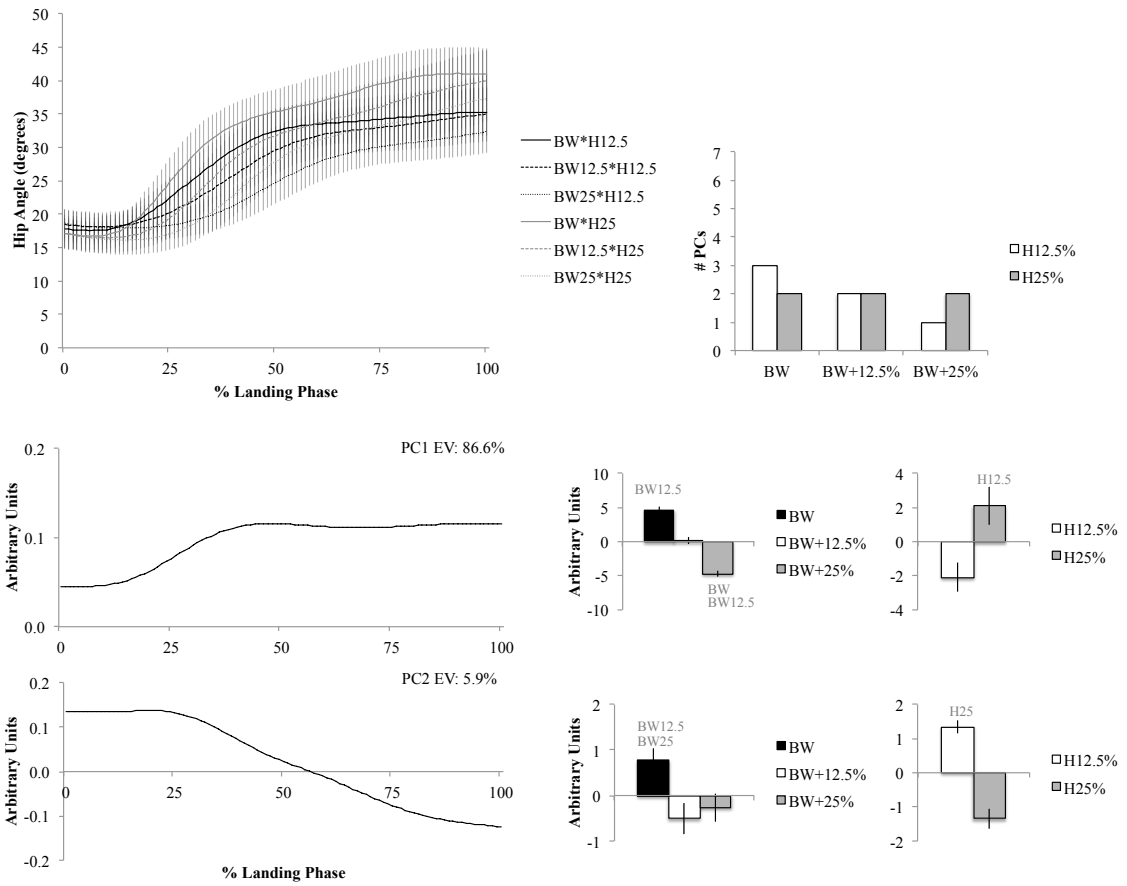 50
45
40
35
30
25
20
15
10
5
0
Hip Angle (degrees)
0 25 50 75 100
% Landing Phase
BW*H12.5
BW12.5*H12.5
BW25*H12.5
BW*H25
BW12.5*H25
BW25*H25
8
7
6
5
4
3
2
1
0
# PCs
BW BW+12.5% BW+25%
H12.5%
H25%
PC1 EV: 86.6%
0.2
0.1
0.0
Arbitrary Units
0 25 50 75 100
10
5
0
-5
-10
Arbitrary Units
BW12.5
BW
BW12.5
BW
BW+12.5%
BW+25%
4
2
0
-2
-4
H12.5
H12.5%
H25%
PC2 EV: 5.9%
0.2
0.1
0.0
-0.1
-0.2
Arbitrary Units
0 25 50 75 100
% Landing Phase
2
1
0
-1
Arbitrary Units
BW12.5
BW25
BW
BW+12.5%
BW+25%
2
1
0
-1
-2
H25
H12.5%
H25%